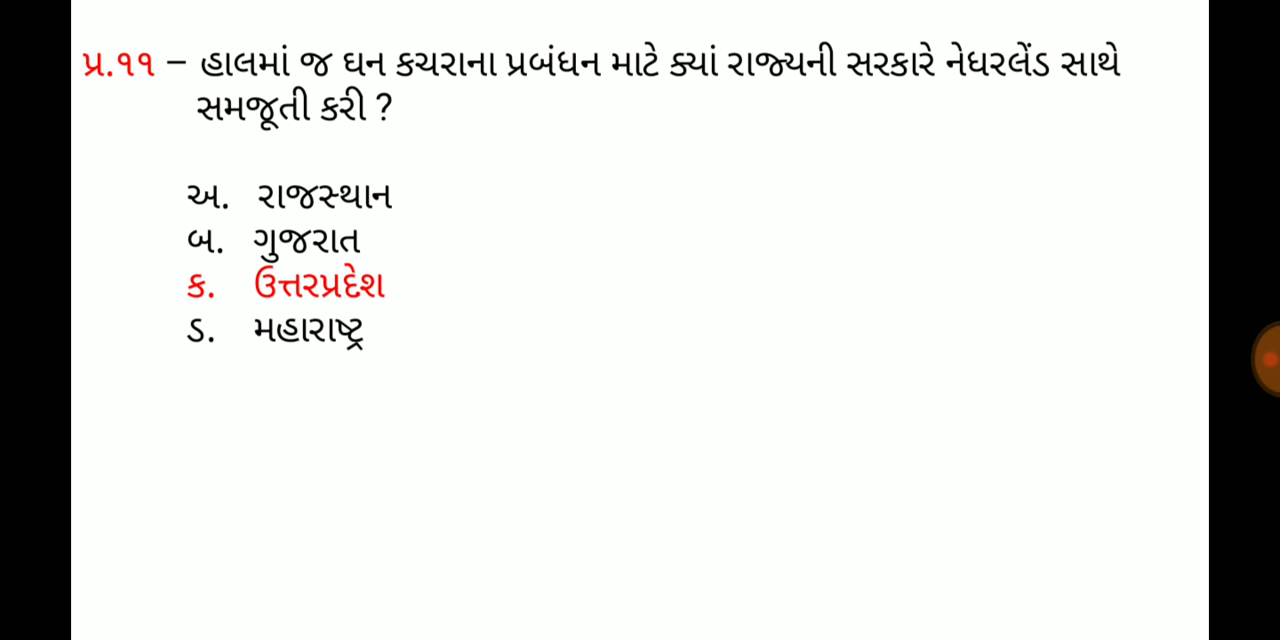 પ્ર.૧૧ – હાલમાં જ ઘન કચરાના પ્રબંધન માટે ક્યાં રાજ્યની સરકારે નેધરલેંડ સાથે
સમજૂતી કરી ?
અ. રાજસ્થાન
બ. ગુજરાત
ક. ઉત્તરપ્રદેશ
ડ. મહારાષ્ટ્ર